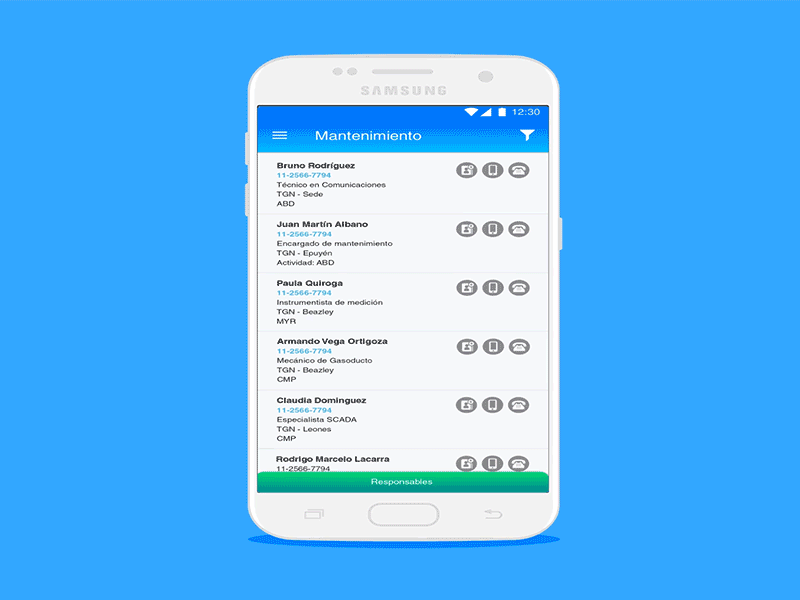 SAMSUNG
12:30
Mantenimiento
Bruno Rodríguez
11-2566-7794
Técnico en Comunicaciones
TGN - Sede
ABD
Juan Martín Albano
11-2566-7794
Encargado de mantenimiento
TGN - Epuyén
Actividad: ABD
Paula Quiroga
11-2566-7794
Instrumentista de medición
TGN - Beazley
MYR
Armando Vega Ortigoza
11-2566-7794
Mecánico de Gasoducto
TGN - Beazley
CMP
Claudia Dominguez
11-2566-7794
Especialista SCADA
TGN - Leones
CMP
Rodrigo Marcelo Lacarra
11-2566-7794
Responsables